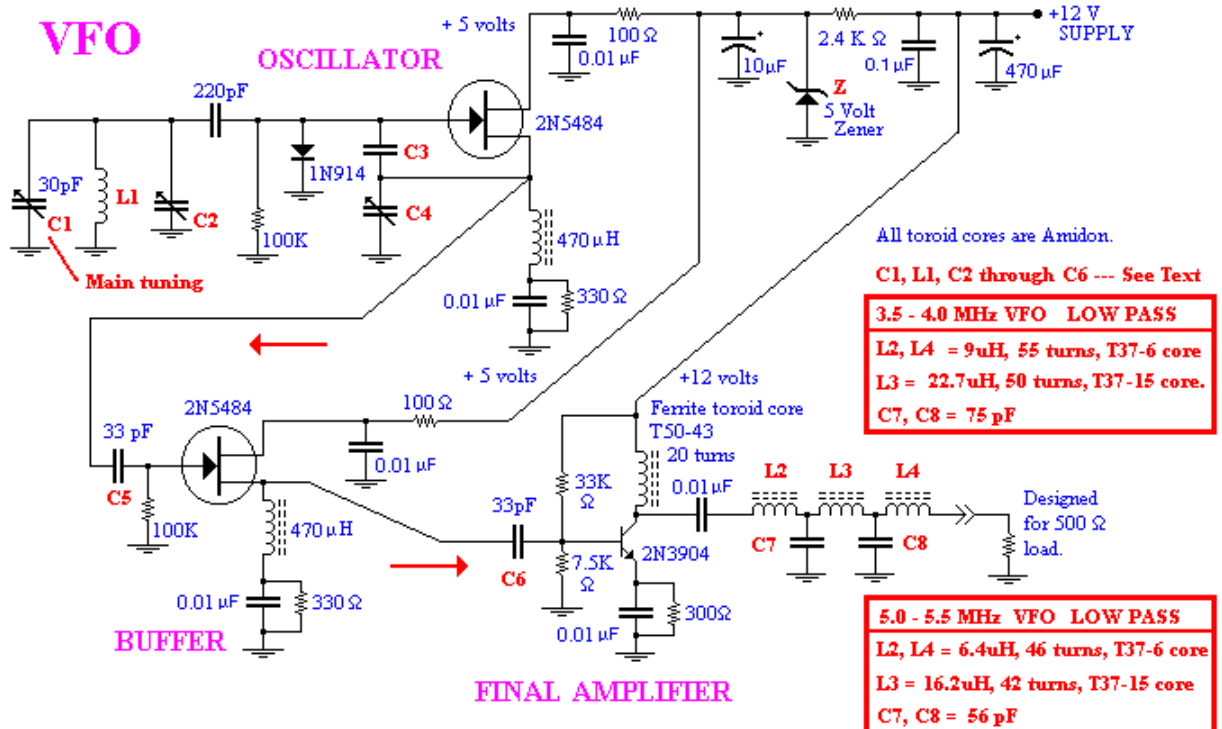 VFO
OSCILLATOR
+ 5 volts
100 Ω
0.01 µF
10µF
2.4 K Ω
0.1 µF
470 µF
+12 V
SUPPLY
Z
5 Volt
Zener
220pF
2N5484
1N914
C3
30pF
L1
C1
C2
C4
100K
470 µH
Main tuning
0.01 µF
330 Ω
All toroid cores are Amidon.
C1, L1, C2 through C6 --- See Text
3.5 - 4.0 MHz VFO LOW PASS
L2, L4 = 9uH, 55 turns, T37-6 core
L3 = 22.7uH, 50 turns, T37-15 core.
C7, C8 = 75 pF
+ 5 volts
+12 volts
2N5484
100 Ω
33 pF
0.01 µF
C5
100K
470 µH
Ferrite toroid core
T50-43
20 turns
33K
Ω
0.01 µF
L2
L3
L4
33pF
C6
7.5K
Ω
2N3904
C7
C8
Designed
for 500 Ω
load.
0.01 µF
330 Ω
0.01 µF
300Ω
BUFFER
FINAL AMPLIFIER
5.0 - 5.5 MHz VFO LOW PASS
L2, L4 = 6.4uH, 46 turns, T37-6 core
L3 = 16.2uH, 42 turns, T37-15 core
C7, C8 = 56 pF